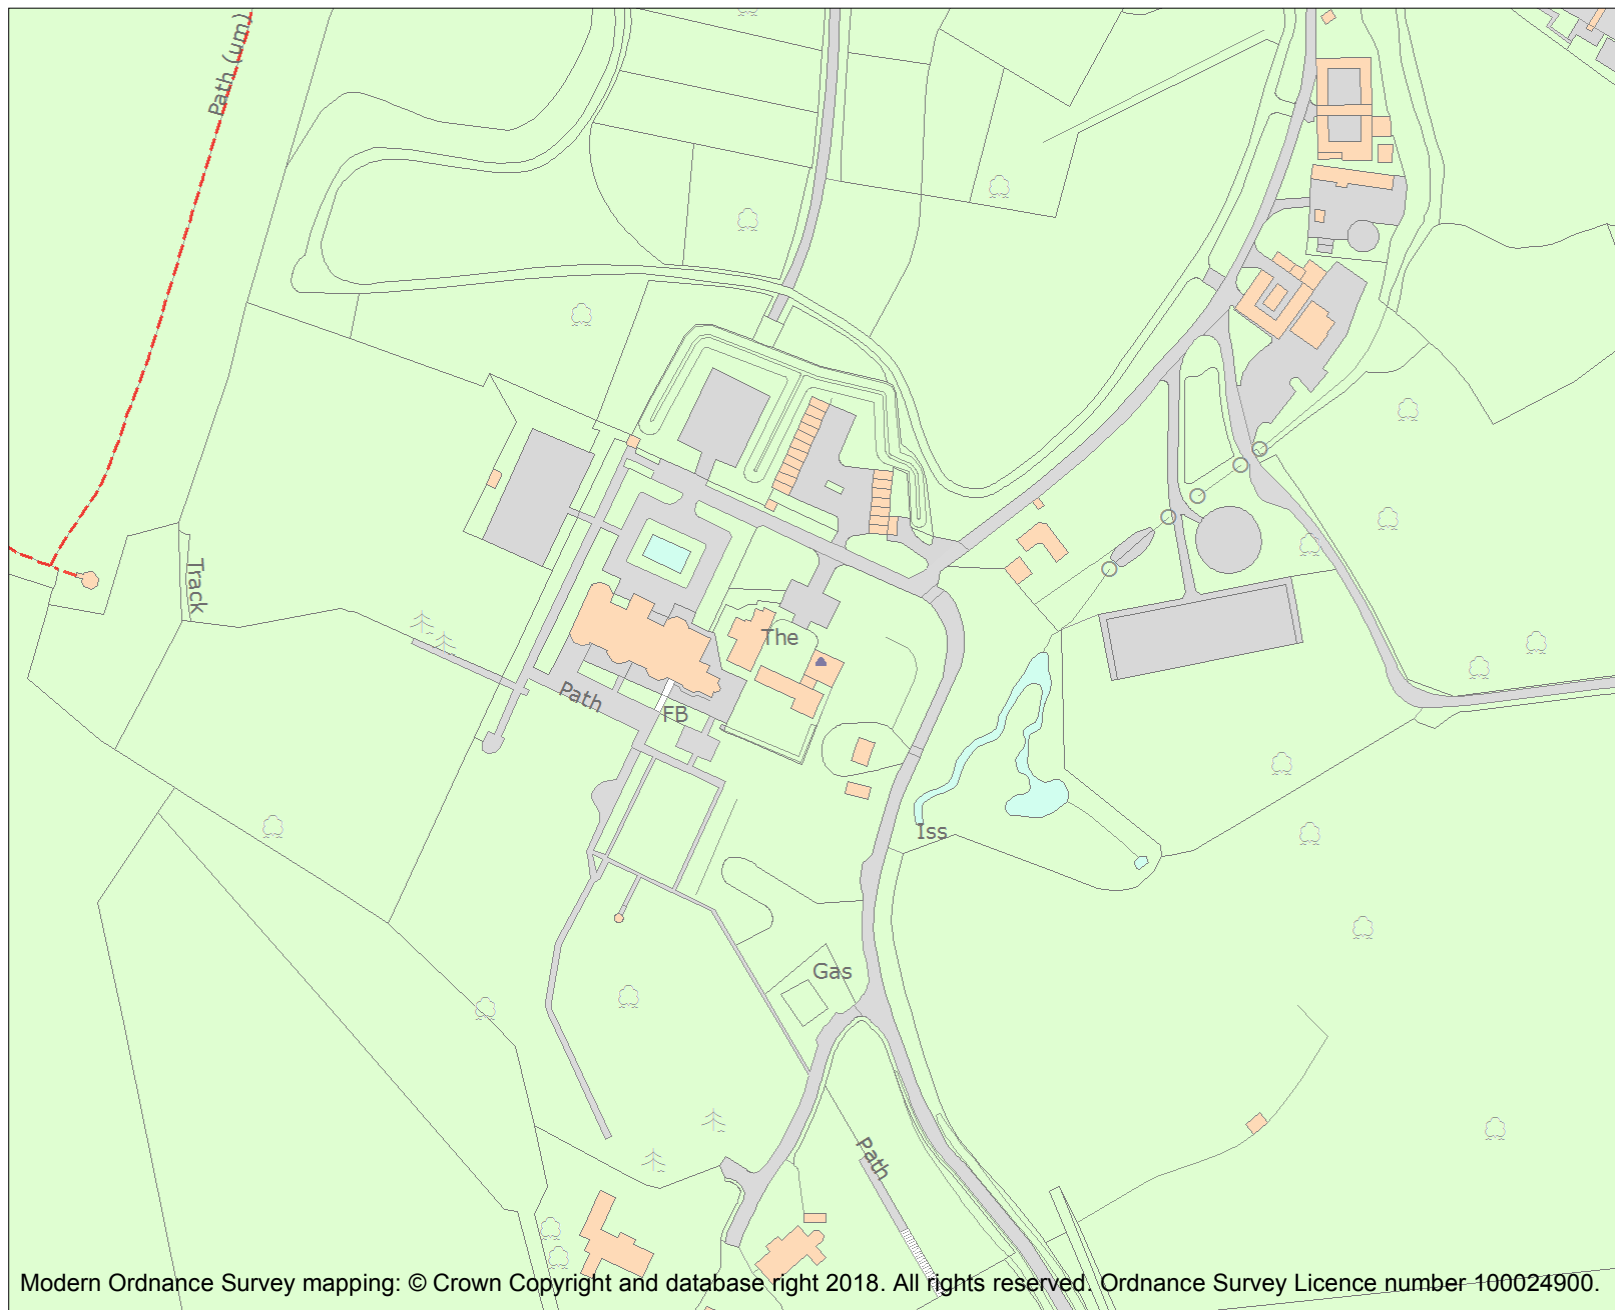 Path (um)
Track
The
Path
FB
Iss
Gas
Path
Modern Ordnance Survey mapping: © Crown Copyright and database right 2018. All rights reserved. Ordnance Survey Licence number 100024900.